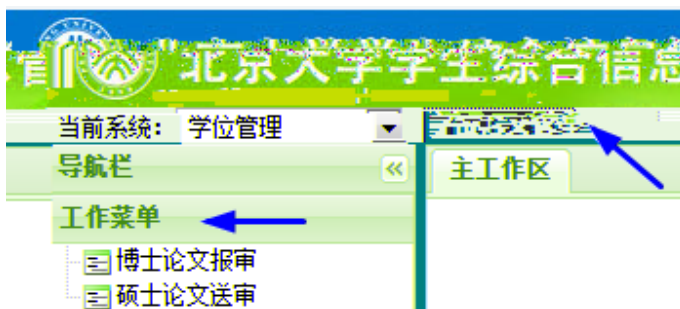 北京大学学生综合信息
当前系统: 学位管理
导航栏
主工作区
工作菜单
博士论文报审
硕士论文送审